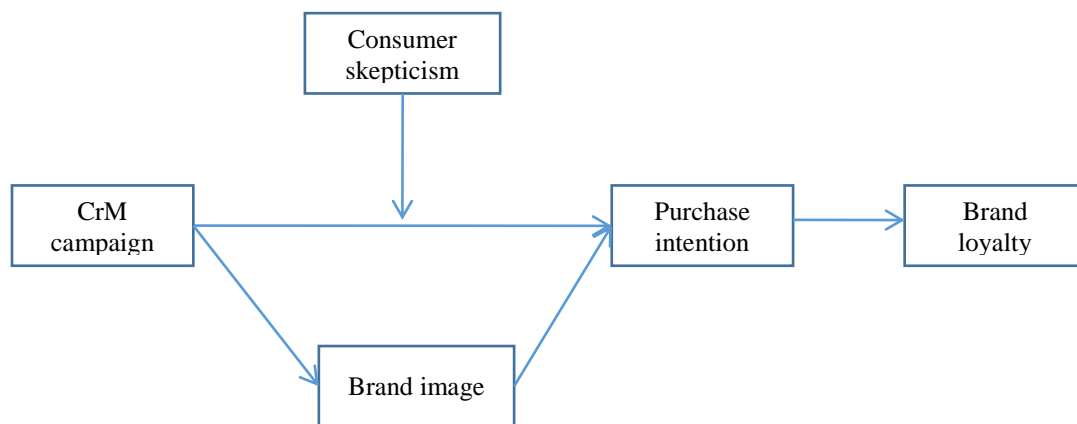 Consumer
skepticism
CrM
campaign
Purchase
intention
Brand
loyalty
Brand image